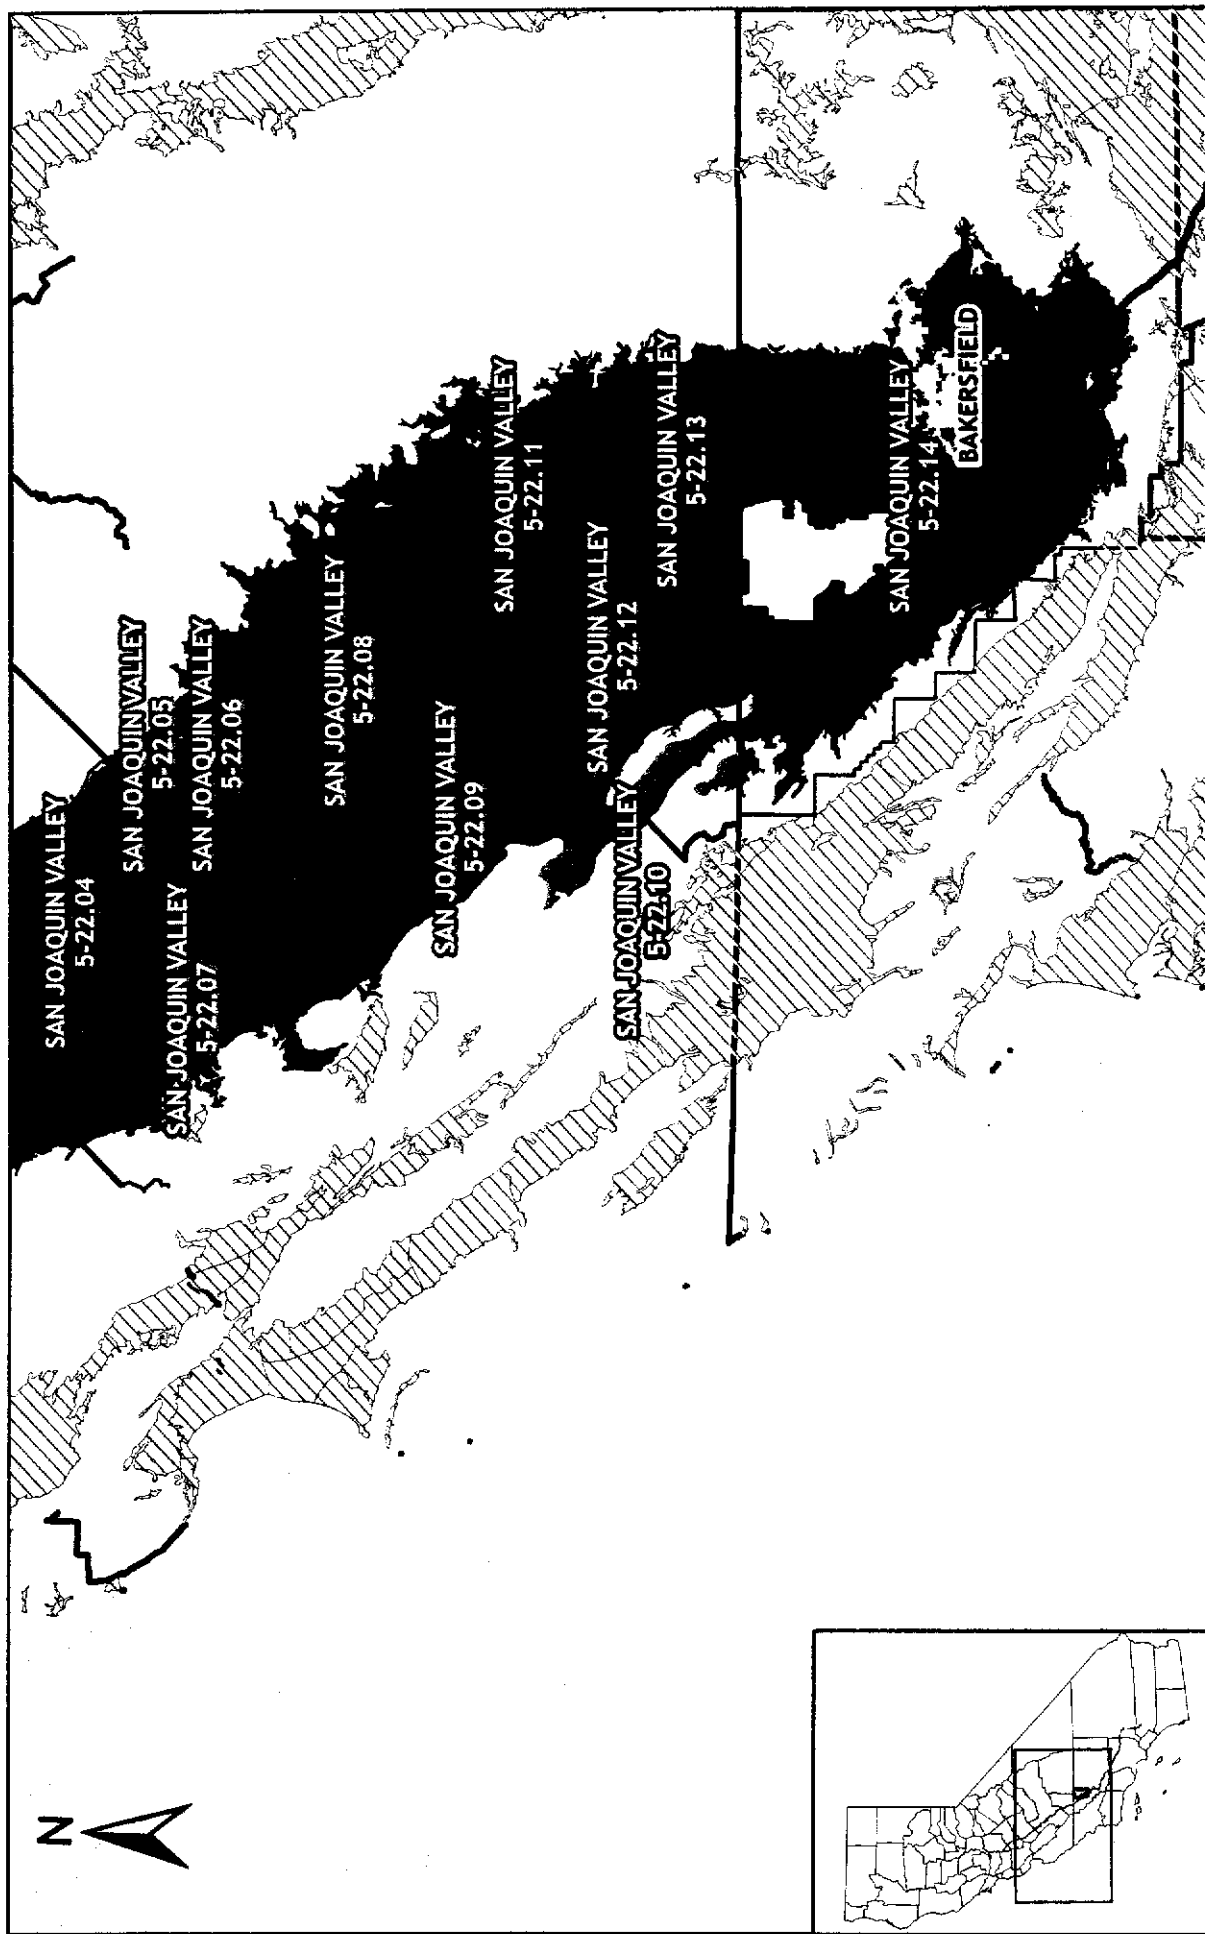 SAN JOAQUIN VALLEY
5-22.04
SAN JOAQUIN VALLEY
5-22.05
SAN JOAQUIN VALLEY
5-22.07
SAN JOAQUIN VALLEY
5-22.06
SAN JOAQUIN VALLEY
5-22.08
SAN JOAQUIN VALLEY
5-22.09
SAN JOAQUIN VALLEY
5-22.11
SAN JOAQUIN VALLEY
5-22.12
SAN JOAQUIN VALLEY
5-22.10
SAN JOAQUIN VALLEY
5-22.13
SAN JOAQUIN VALLEY
5-22.14
BAKERSFIELD
N